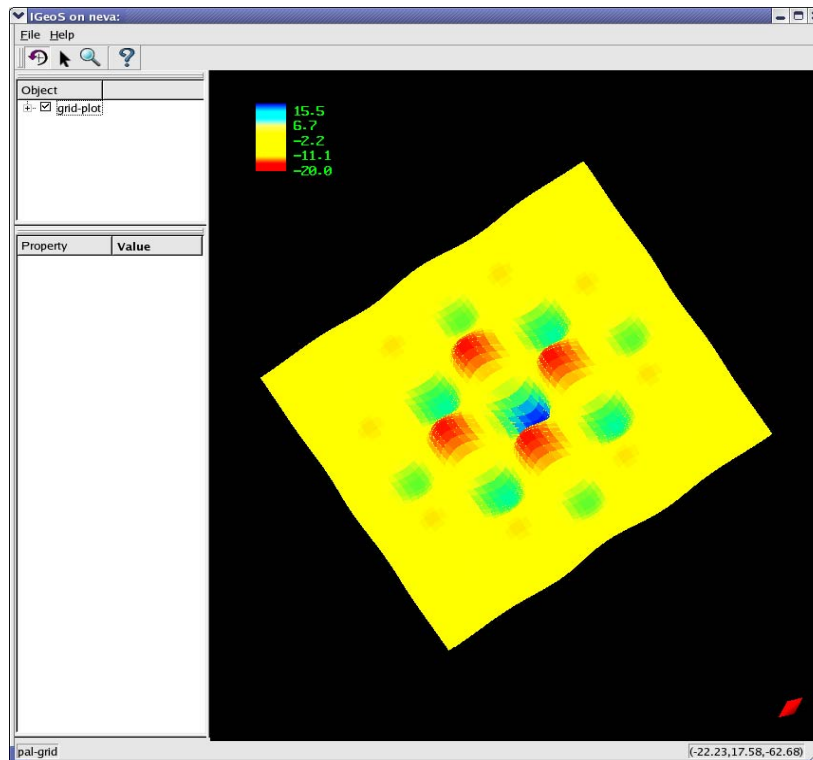 IGeoS on neva:
File Help
Object
grid-plot
Property Value
15.5
6.7
-2.2
-11.1
-20.0
pal-grid
(-22.23,17.58,-62.68)